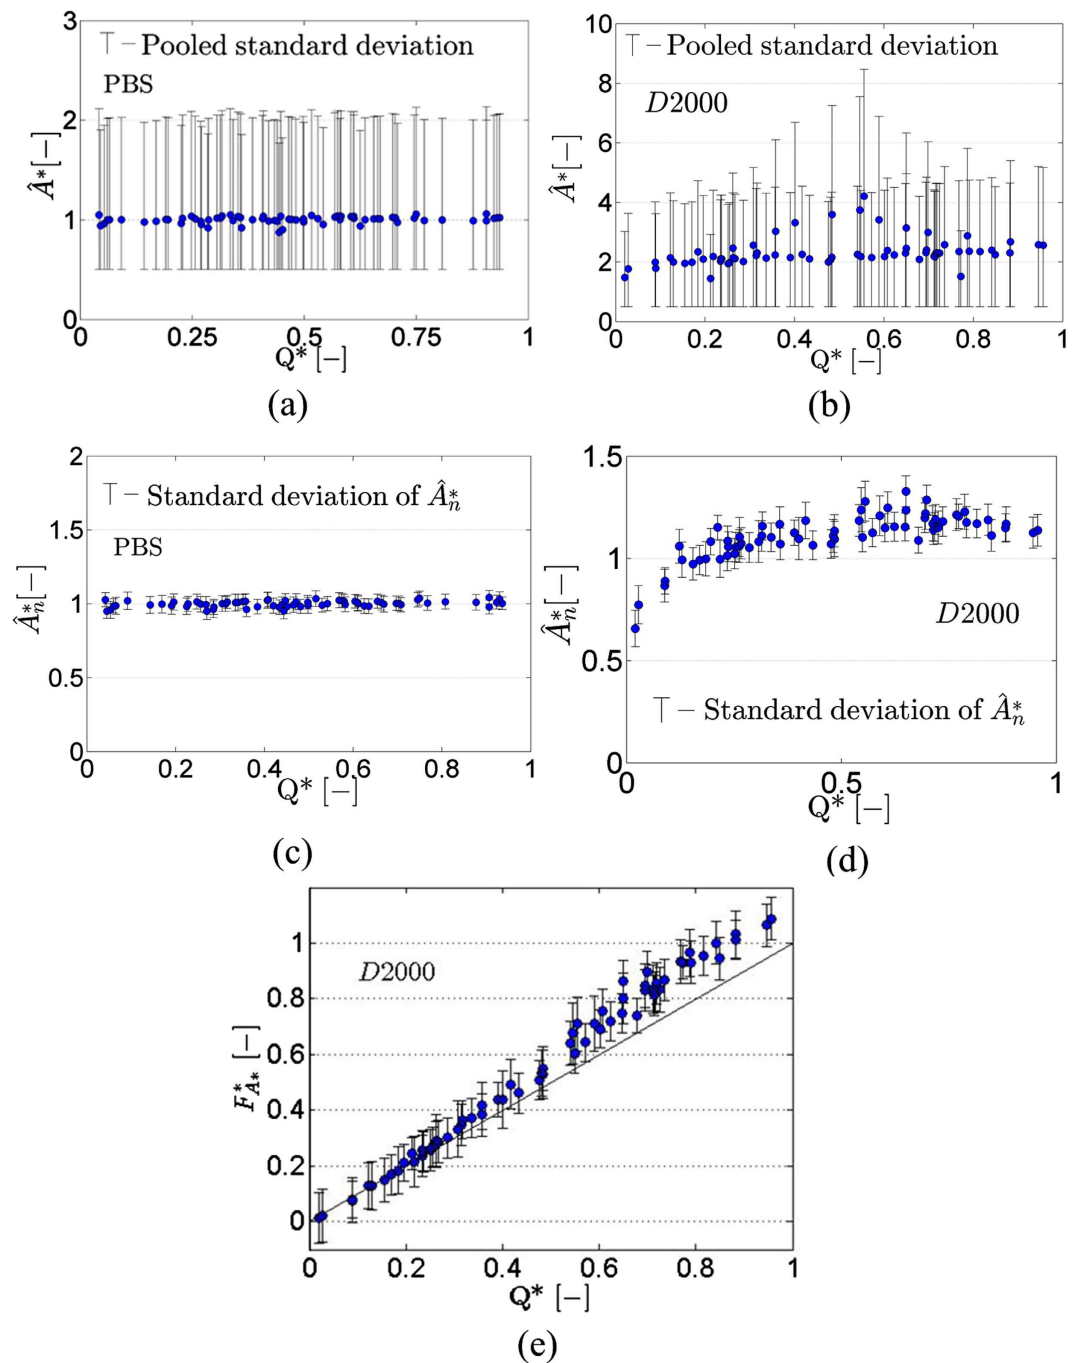 3
⊤ – Pooled standard deviation
PBS
2
Â*[–]
1
0
0 0.25 0.5 0.75 1
Q* [–]
(a)
10
⊤ – Pooled standard deviation
8
D2000
6
Â*[–]
4
2
0
0 0.2 0.4 0.6 0.8 1
Q* [–]
(b)
2
⊤ – Standard deviation of Â*n
1.5
PBS
Â*n[–]
1
0.5
0
0 0.2 0.4 0.6 0.8 1
Q* [–]
(c)
1.5
1
Â*n[–]
D2000
0.5
⊤ – Standard deviation of Â*n
0
0 0.5 1
Q* [–]
(d)
1
D2000
0.8
F*A* [–]
0.6
0.4
0.2
0
0 0.2 0.4 0.6 0.8 1
Q* [–]
(e)